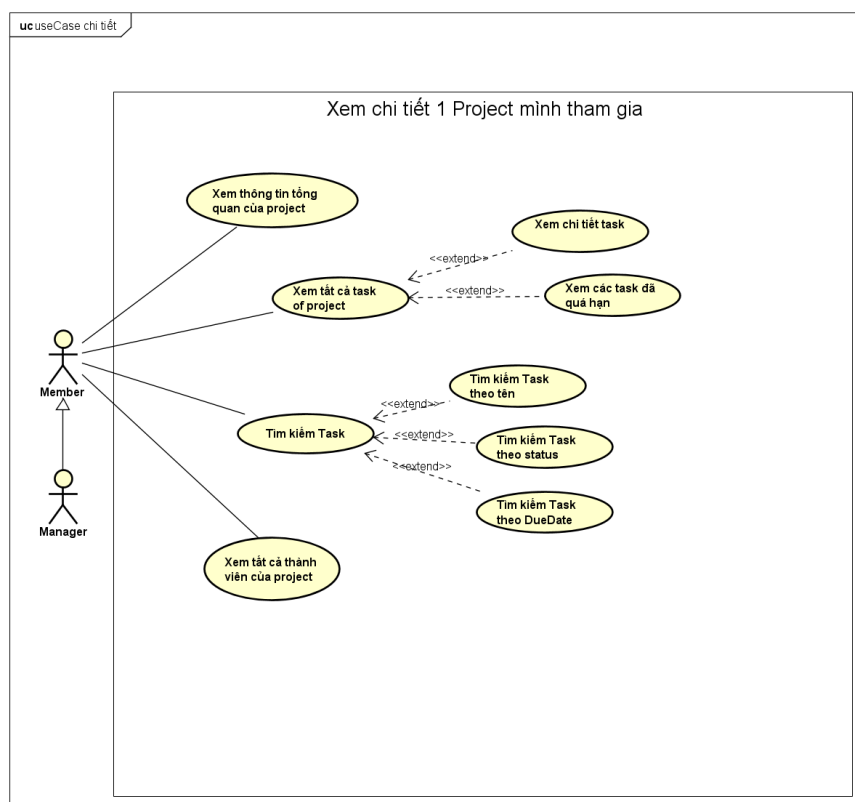 uc useCase chi tiết
Xem chi tiết 1 Project mình tham gia
Xem thông tin tổng
quan của project
Xem chi tiết task
<<extend>>
Xem tất cả task
of project
<<extend>>
Xem các task đã
quá hạn
Member
Tìm kiếm Task
theo tên
<<extend>>
Tìm kiếm Task
<<extend>>
Tìm kiếm Task
theo status
<<extend>>
Tìm kiếm Task
theo DueDate
Manager
Xem tất cả thành
viên của project